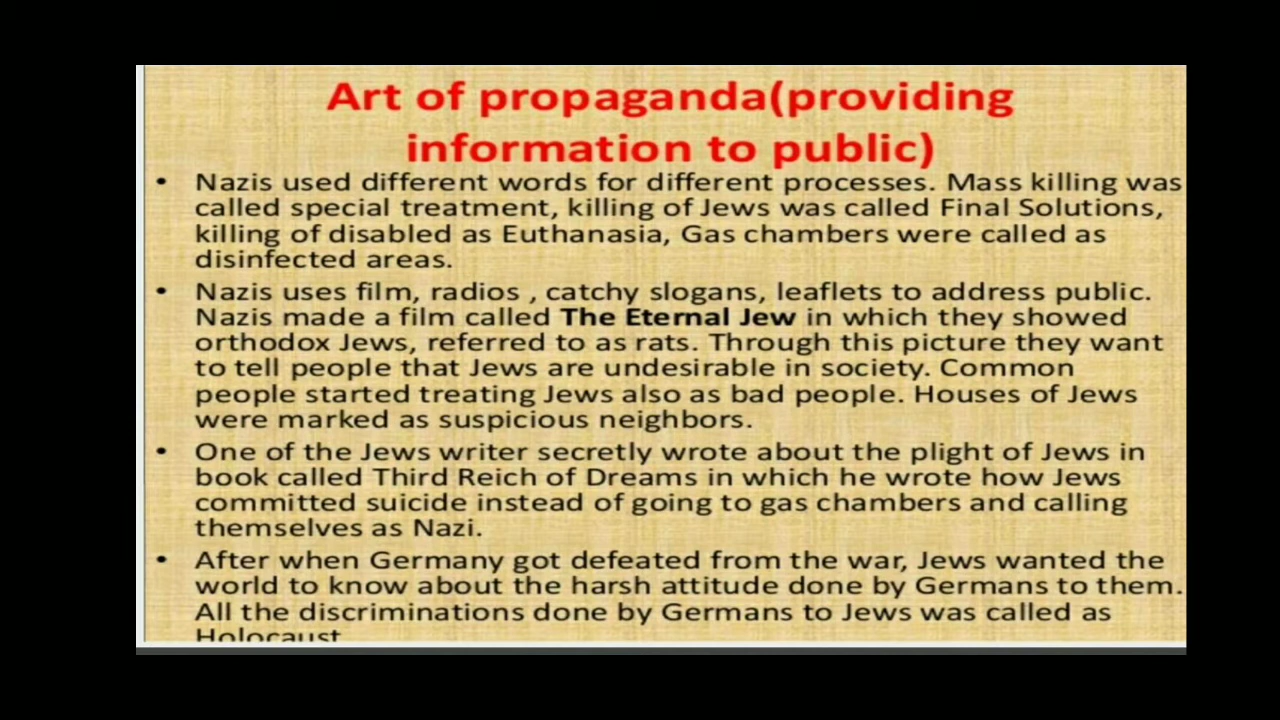 Art of propaganda(providing
information to public)
• Nazis used different words for different processes. Mass killing was
called special treatment, killing of Jews was called Final Solutions,
killing of disabled as Euthanasia, Gas chambers were called as
disinfected areas.
• Nazis uses film, radios , catchy slogans, leaflets to address public.
Nazis made a film called The Eternal Jew in which they showed
orthodox Jews, referred to as rats. Through this picture they want
to tell people that Jews are undesirable in society. Common
people started treating Jews also as bad people. Houses of Jews
were marked as suspicious neighbors.
• One of the Jews writer secretly wrote about the plight of Jews in
book called Third Reich of Dreams in which he wrote how Jews
committed suicide instead of going to gas chambers and calling
themselves as Nazi.
• After when Germany got defeated from the war, Jews wanted the
world to know about the harsh attitude done by Germans to them.
All the discriminations done by Germans to Jews was called as
Holocaust